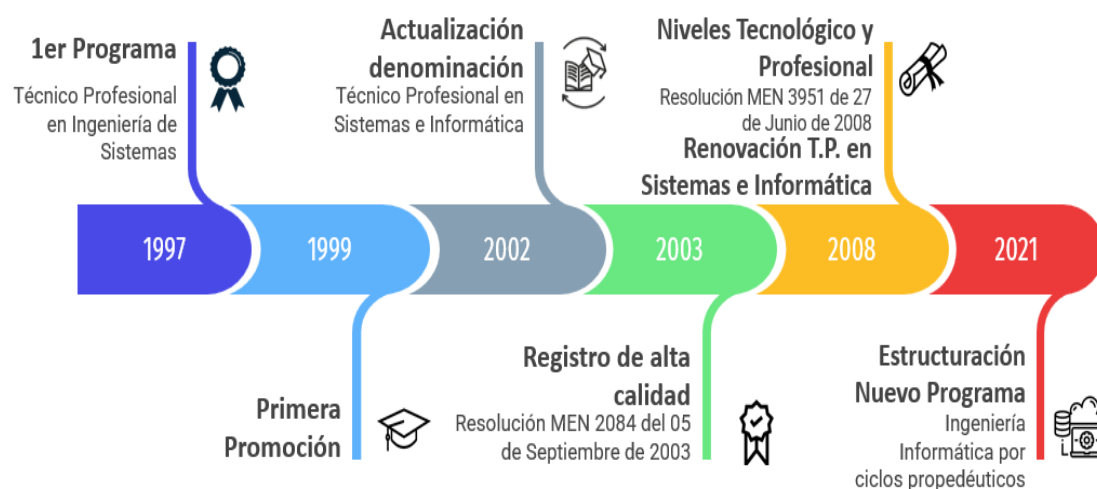 1er Programa
Técnico Profesional
en Ingeniería de
Sistemas
Actualización
denominación
Técnico Profesional en
Sistemas e Informática
Niveles Tecnológico y
Profesional
Resolución MEN 3951 de 27
de Junio de 2008
Renovación T.P. en
Sistemas e Informática
1997
1999
2002
2003
2008
2021
Primera
Promoción
Registro de alta
calidad
Resolución MEN 2084 del 05
de Septiembre de 2003
Estructuración
Nuevo Programa
Ingeniería
Informática por
ciclos propedéuticos